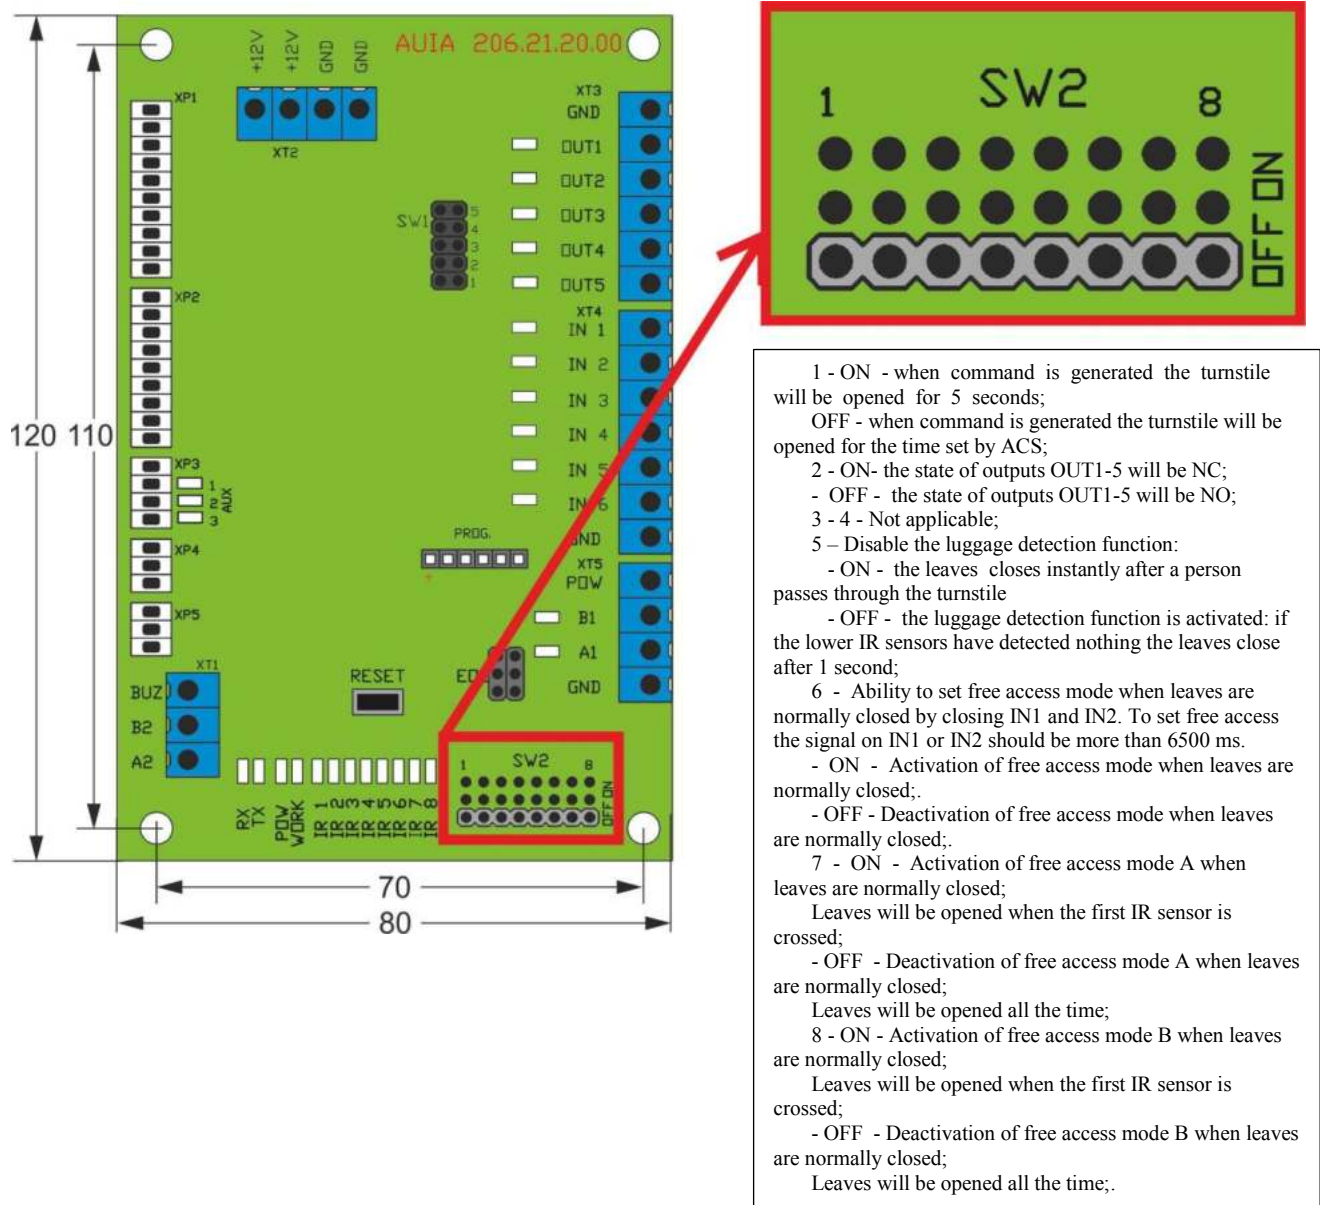 AUIA 206.21.20.00
+12V
+12V
GND
GND
XT2
XP1
XP2
XP3
1
2
3
AUX
XP4
XP5
XT1
BUZ
B2
A2
SW1
5
4
3
2
1
XT3
GND
OUT1
OUT2
OUT3
OUT4
OUT5
XT4
IN 1
IN 2
IN 3
IN 4
IN 5
IN 6
GND
XT5
POW
B1
A1
GND
PROG.
+
RESET
RX
TX
POW
WORK
IR 1
IR 2
IR 3
IR 4
IR 5
IR 6
IR 7
IR 8
1 SW2 8
OFF ON
120 110
70
80
SW2
1 8
OFF ON
1 - ON - when command is generated the turnstile
will be opened for 5 seconds;
OFF - when command is generated the turnstile will be
opened for the time set by ACS;
2 - ON- the state of outputs OUT1-5 will be NC;
- OFF - the state of outputs OUT1-5 will be NO;
3 - 4 - Not applicable;
5 – Disable the luggage detection function:
- ON - the leaves closes instantly after a person
passes through the turnstile
- OFF - the luggage detection function is activated: if
the lower IR sensors have detected nothing the leaves close
after 1 second;
6 - Ability to set free access mode when leaves are
normally closed by closing IN1 and IN2. To set free access
the signal on IN1 or IN2 should be more than 6500 ms.
- ON - Activation of free access mode when leaves are
normally closed;.
- OFF - Deactivation of free access mode when leaves
are normally closed;.
7 - ON - Activation of free access mode A when
leaves are normally closed;
Leaves will be opened when the first IR sensor is
crossed;
- OFF - Deactivation of free access mode A when leaves
are normally closed;
Leaves will be opened all the time;
8 - ON - Activation of free access mode B when leaves
are normally closed;
Leaves will be opened when the first IR sensor is
crossed;
- OFF - Deactivation of free access mode B when leaves
are normally closed;
Leaves will be opened all the time;.